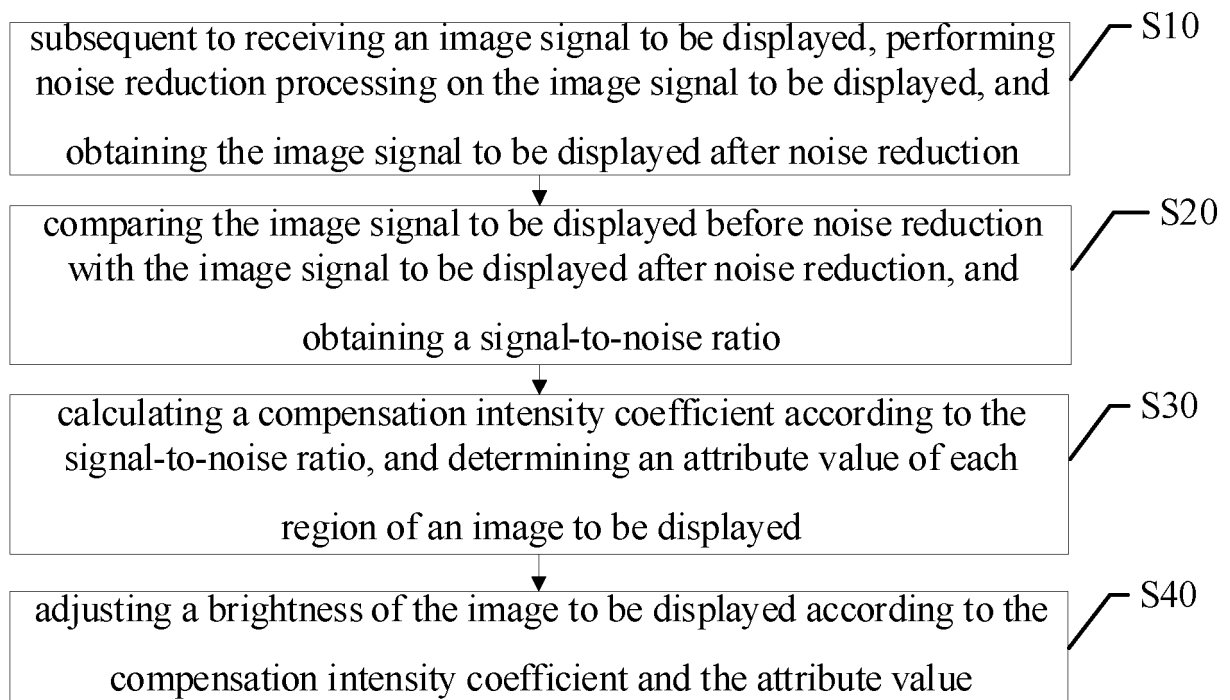 subsequent to receiving an image signal to be displayed, performing
noise reduction processing on the image signal to be displayed, and
obtaining the image signal to be displayed after noise reduction
S10
comparing the image signal to be displayed before noise reduction
with the image signal to be displayed after noise reduction, and
obtaining a signal-to-noise ratio
S20
calculating a compensation intensity coefficient according to the
signal-to-noise ratio, and determining an attribute value of each
region of an image to be displayed
S30
adjusting a brightness of the image to be displayed according to the
compensation intensity coefficient and the attribute value
S40